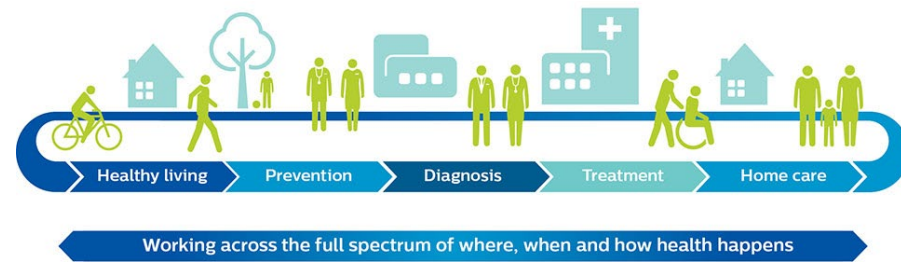 Healthy living
Prevention
Diagnosis
Treatment
Home care
Working across the full spectrum of where, when and how health happens